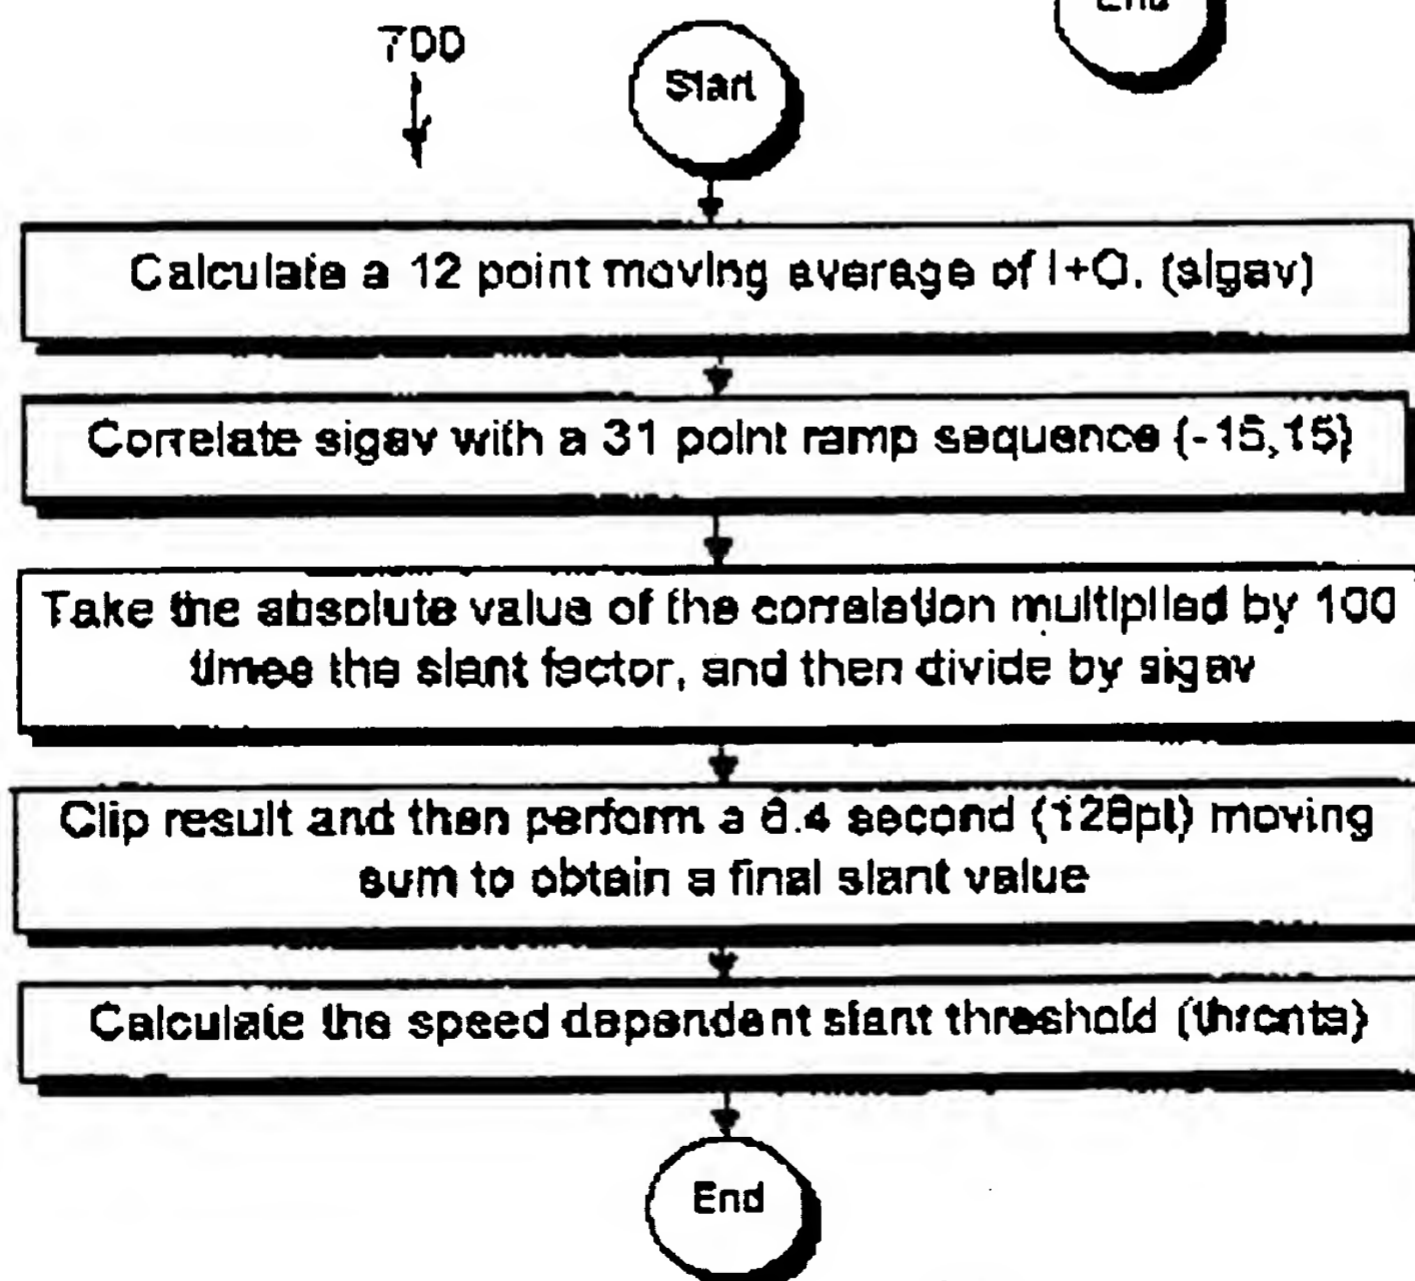 End
700
Start
Calculate a 12 point moving average of I+Q. (sigav)
Correlate sigav with a 31 point ramp sequence {-15,15}
Take the absolute value of the correlation multiplied by 100
times the slant factor, and then divide by sigav
Clip result and then perform a 6.4 second (128pt) moving
sum to obtain a final slant value
Calculate the speed dependent slant threshold
End